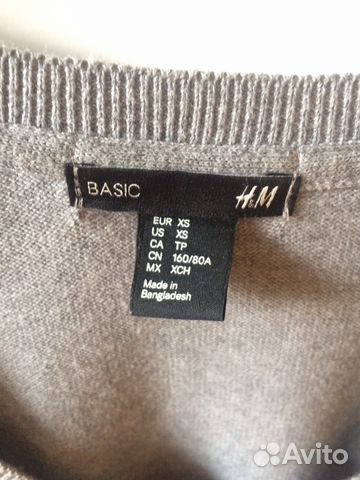 BASIC H&M
EUR XS
US XS
CA TP
CN 160/80A
MX XCH
Made in
Bangladesh
Avito